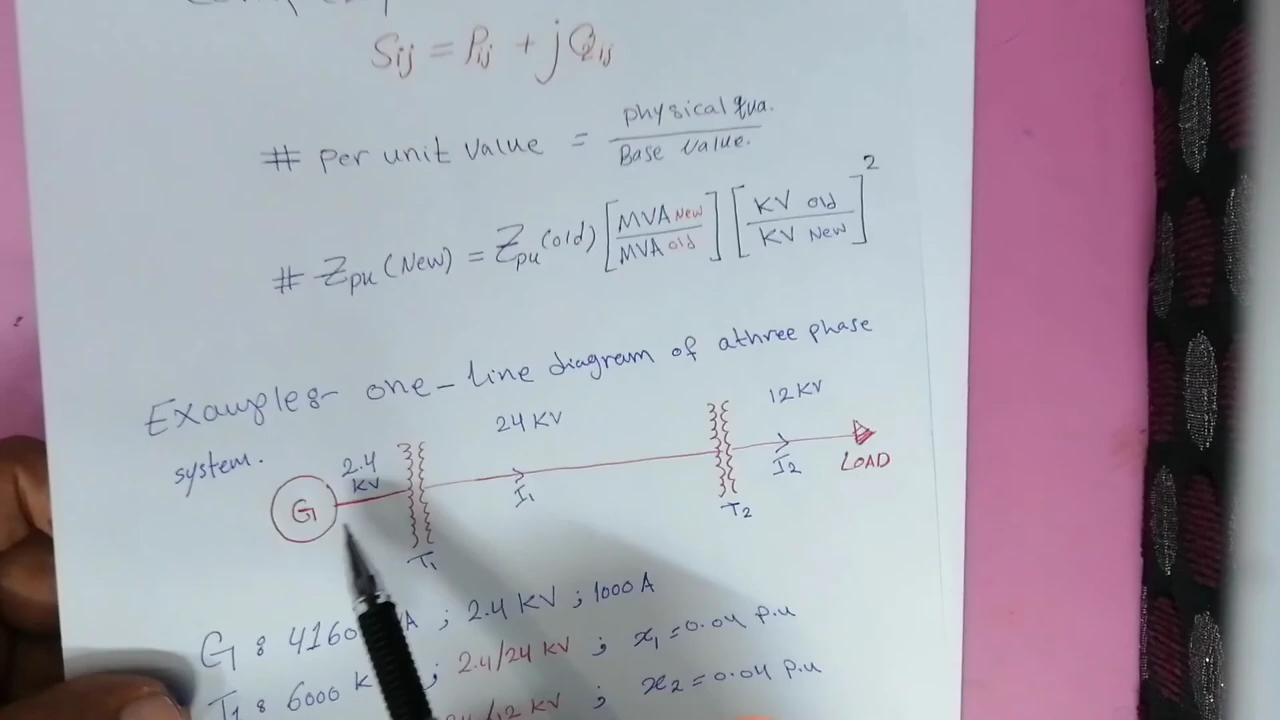 Sij = Pij + jQij
# per unit value = physical qua. / Base value.
# Zpu (New) = Zpu (old) [MVA New / MVA old] [KV old / KV New]²
Examples- one-line diagram of athree phase
system.
2.4 KV
24 KV
12 KV
G
I1
I2
LOAD
T1
T2
G : 4160 ; 2.4 KV ; 1000 A
T1 : 6000 ; 2.4/24 KV ; x1 = 0.04 p.u
/12 KV ; x2 = 0.04 p.u